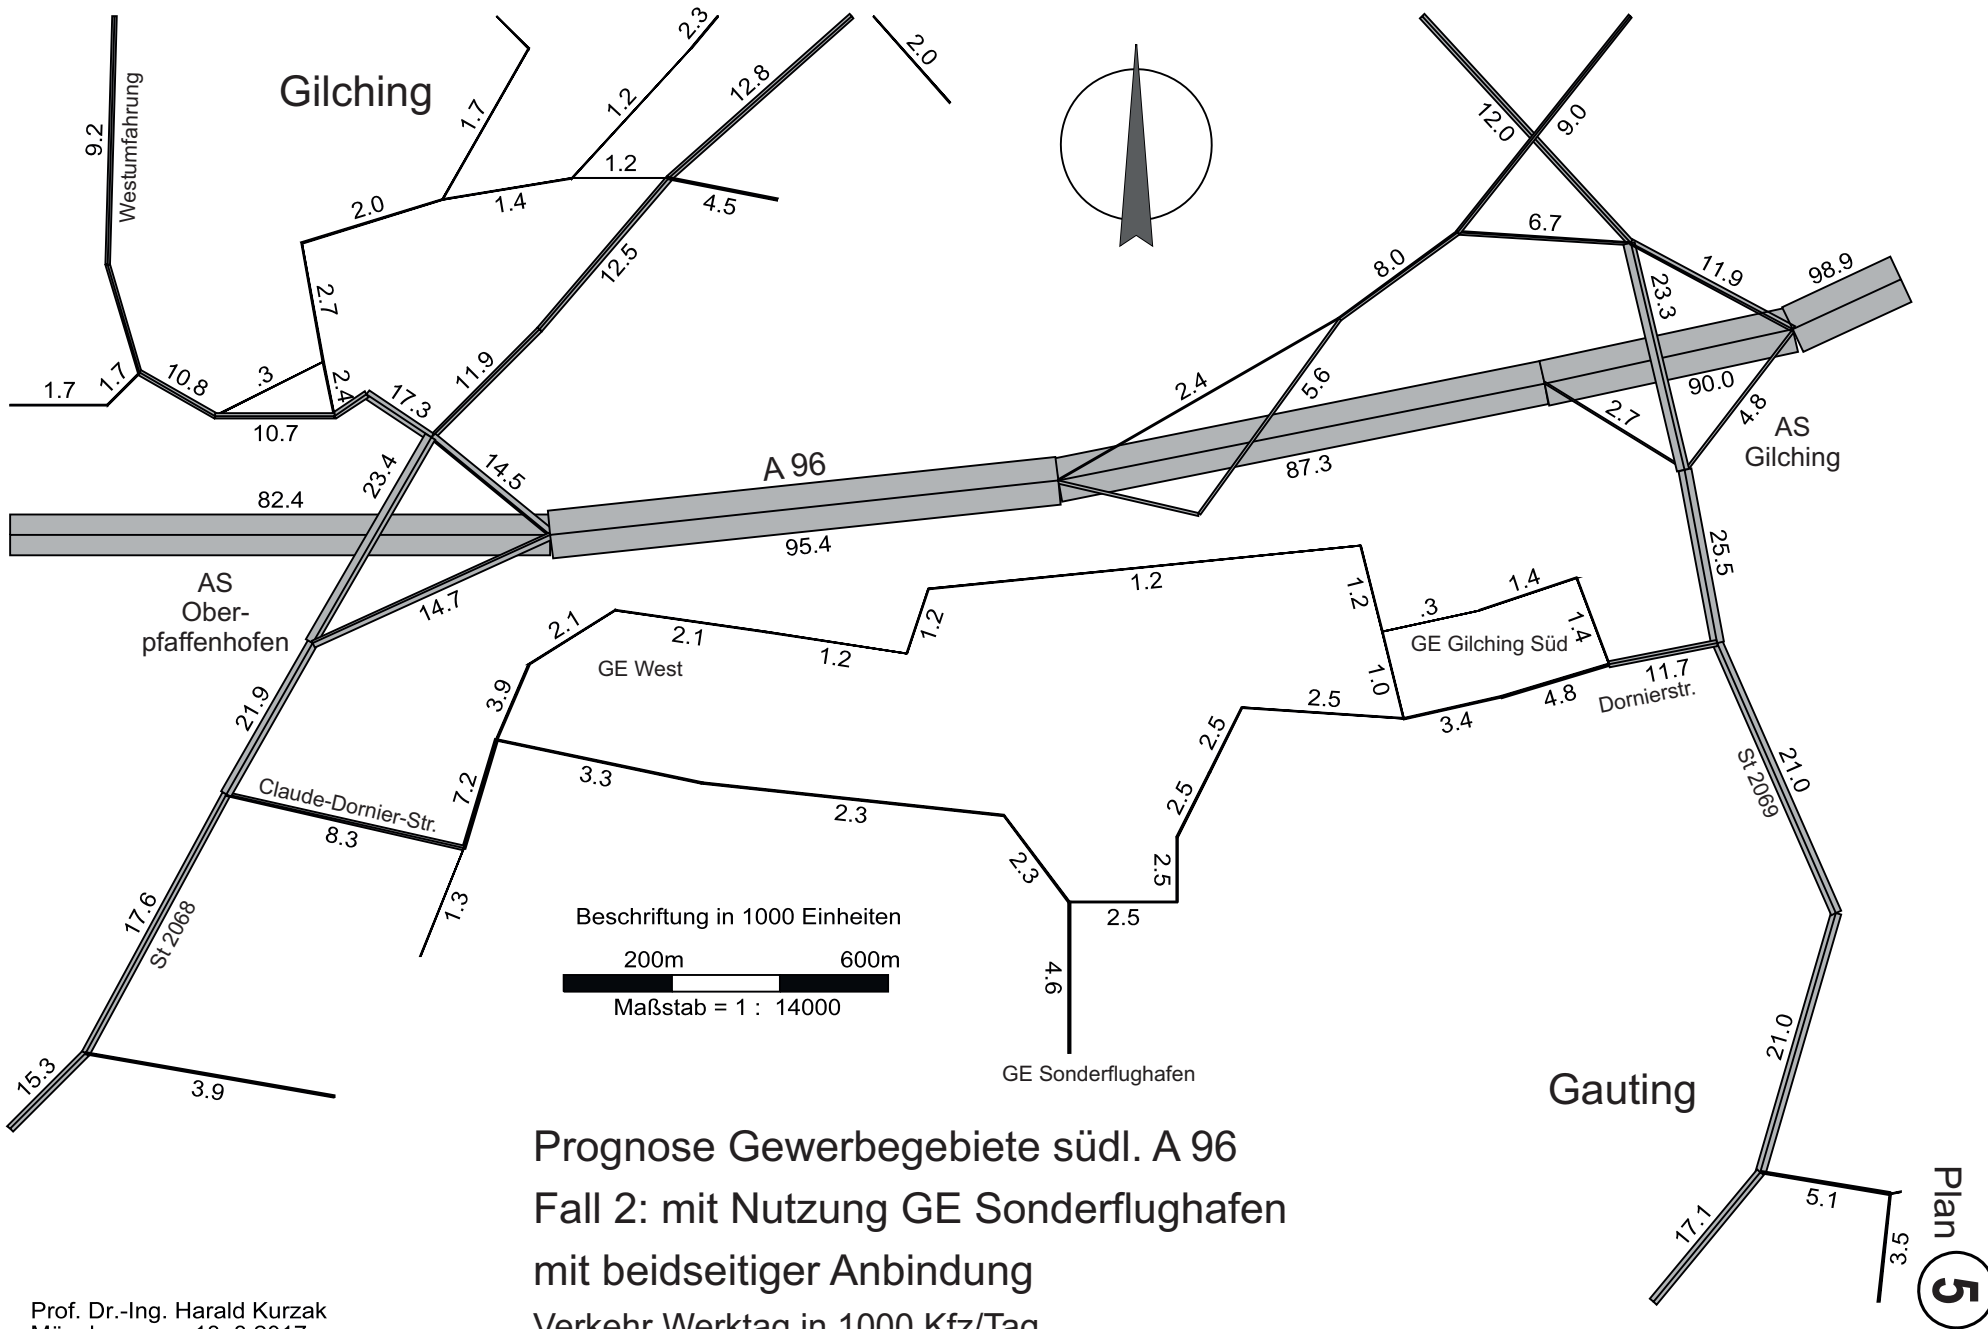 Gilching
9.2
Westumfahrung
1.7
1.2
2.3
12.8
2.0
12.0
9.0
2.0
1.4
1.2
4.5
12.5
2.7
6.7
8.0
11.9
98.9
23.3
1.7
1.7
10.8
.3
2.4
17.3
11.9
10.7
2.4
5.6
90.0
2.7
4.8
AS
Gilching
23.4
14.5
A 96
87.3
82.4
95.4
25.5
AS
Ober-
pfaffenhofen
14.7
2.1
2.1
1.2
1.2
1.2
1.2
.3
1.4
1.4
GE Gilching Süd
GE West
3.9
1.0
11.7
Dornierstr.
4.8
3.4
2.5
2.5
21.9
Claude-Dornier-Str.
8.3
7.2
3.3
2.3
2.3
2.5
2.5
2.5
21.0
St 2069
17.6
St 2068
1.3
Beschriftung in 1000 Einheiten
200m 600m
Maßstab = 1 : 14000
4.6
GE Sonderflughafen
15.3
3.9
21.0
Gauting
5.1
3.5
17.1
Plan 5
Prognose Gewerbegebiete südl. A 96
Fall 2: mit Nutzung GE Sonderflughafen
mit beidseitiger Anbindung
Verkehr Werktag in 1000 Kfz/Tag
Prof. Dr.-Ing. Harald Kurzak